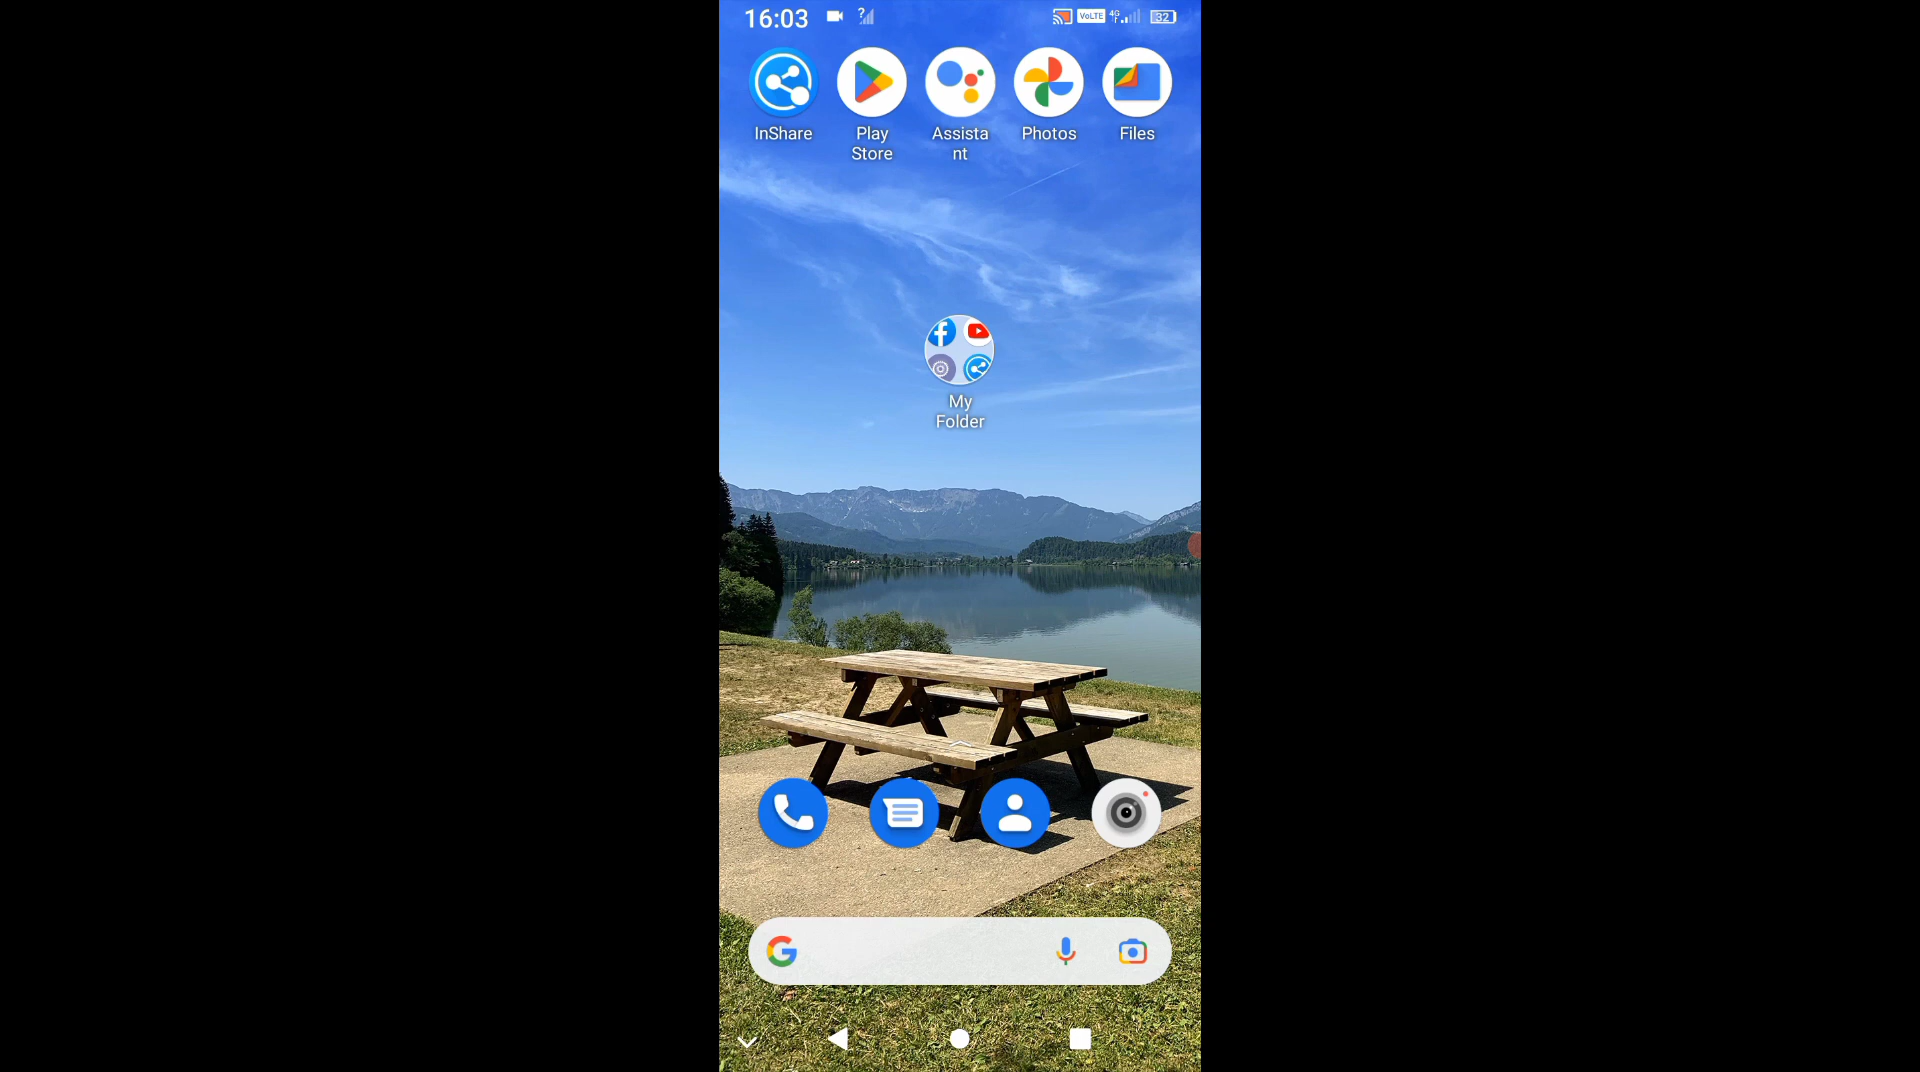 16:03
? VoLTE 4G 32
InShare
Play
Store
Assista
nt
Photos
Files
My
Folder